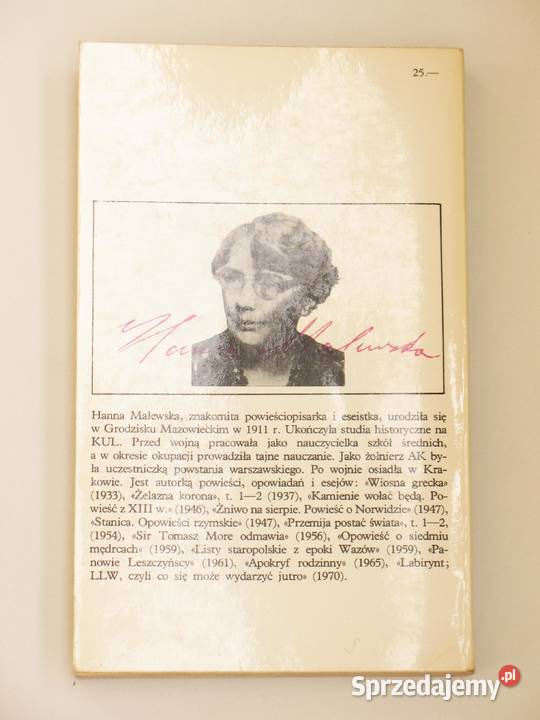 25.—
Hanna Malewska
Hanna Malewska, znakomita powieściopisarka i eseistka, urodziła się
w Grodzisku Mazowieckim w 1911 r. Ukończyła studia historyczne na
KUL. Przed wojną pracowała jako nauczycielka szkół średnich,
a w okresie okupacji prowadziła tajne nauczanie. Jako żołnierz AK by-
ła uczestniczką powstania warszawskiego. Po wojnie osiadła w Kra-
kowie. Jest autorką powieści, opowiadań i esejów: «Wiosna grecka»
(1933), «Żelazna korona», t. 1—2 (1937), «Kamienie wołać będą. Po-
wieść z XIII w.» (1946), «Żniwo na sierpie. Powieść o Norwidzie» (1947),
«Stanica. Opowieści rzymskie» (1947), «Przemija postać świata», t. 1—2,
(1954), «Sir Tomasz More odmawia» (1956), «Opowieść o siedmiu
mędrcach» (1959), «Listy staropolskie z epoki Wazów» (1959), «Pa-
nowie Leszczyńscy» (1961), «Apokryf rodzinny» (1965), «Labirynt;
LLW, czyli co się może wydarzyć jutro» (1970).
Sprzedajemy.pl